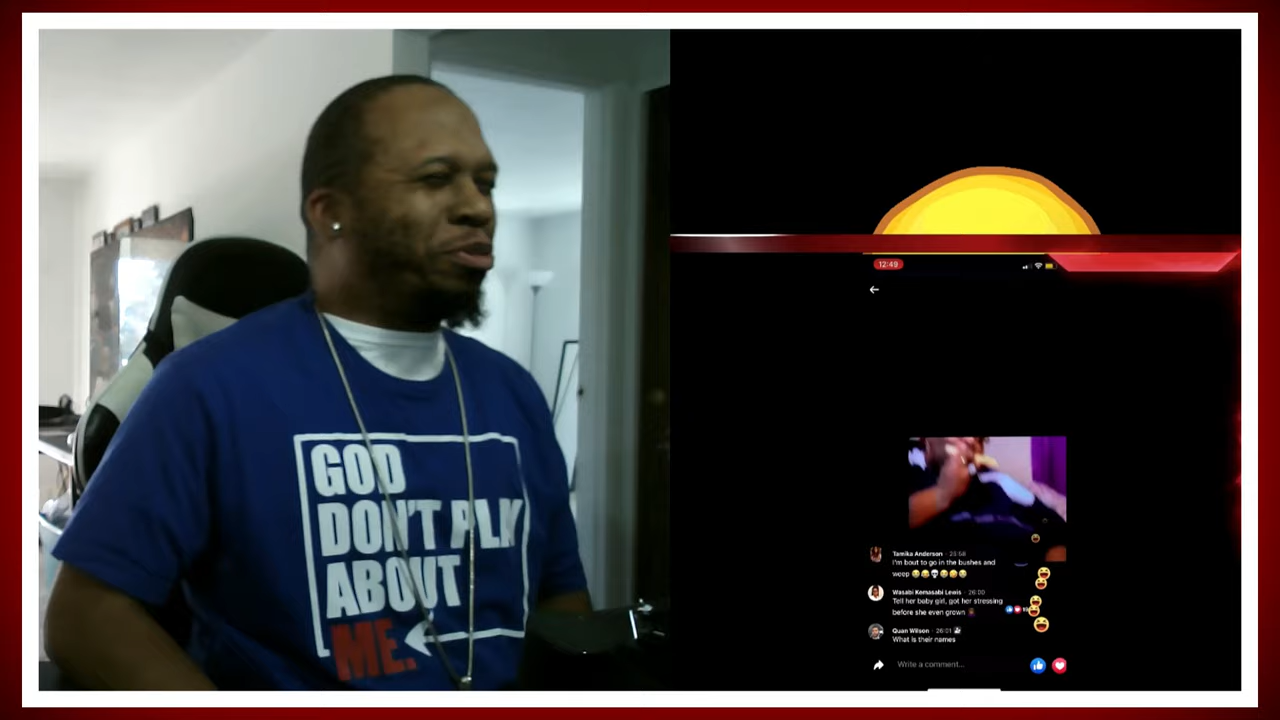 GOD
DON'T PLAY
ABOUT
ME.
12:49
Tamika Anderson · 25:58
I'm bout to go in the bushes and
weep 😂😂💀😂😂😂
Wasabi Kemasabi Lewis · 26:00
Tell her baby girl, got her stressing
before she even grown
Quan Wilson · 26:01
What is their names
Write a comment...